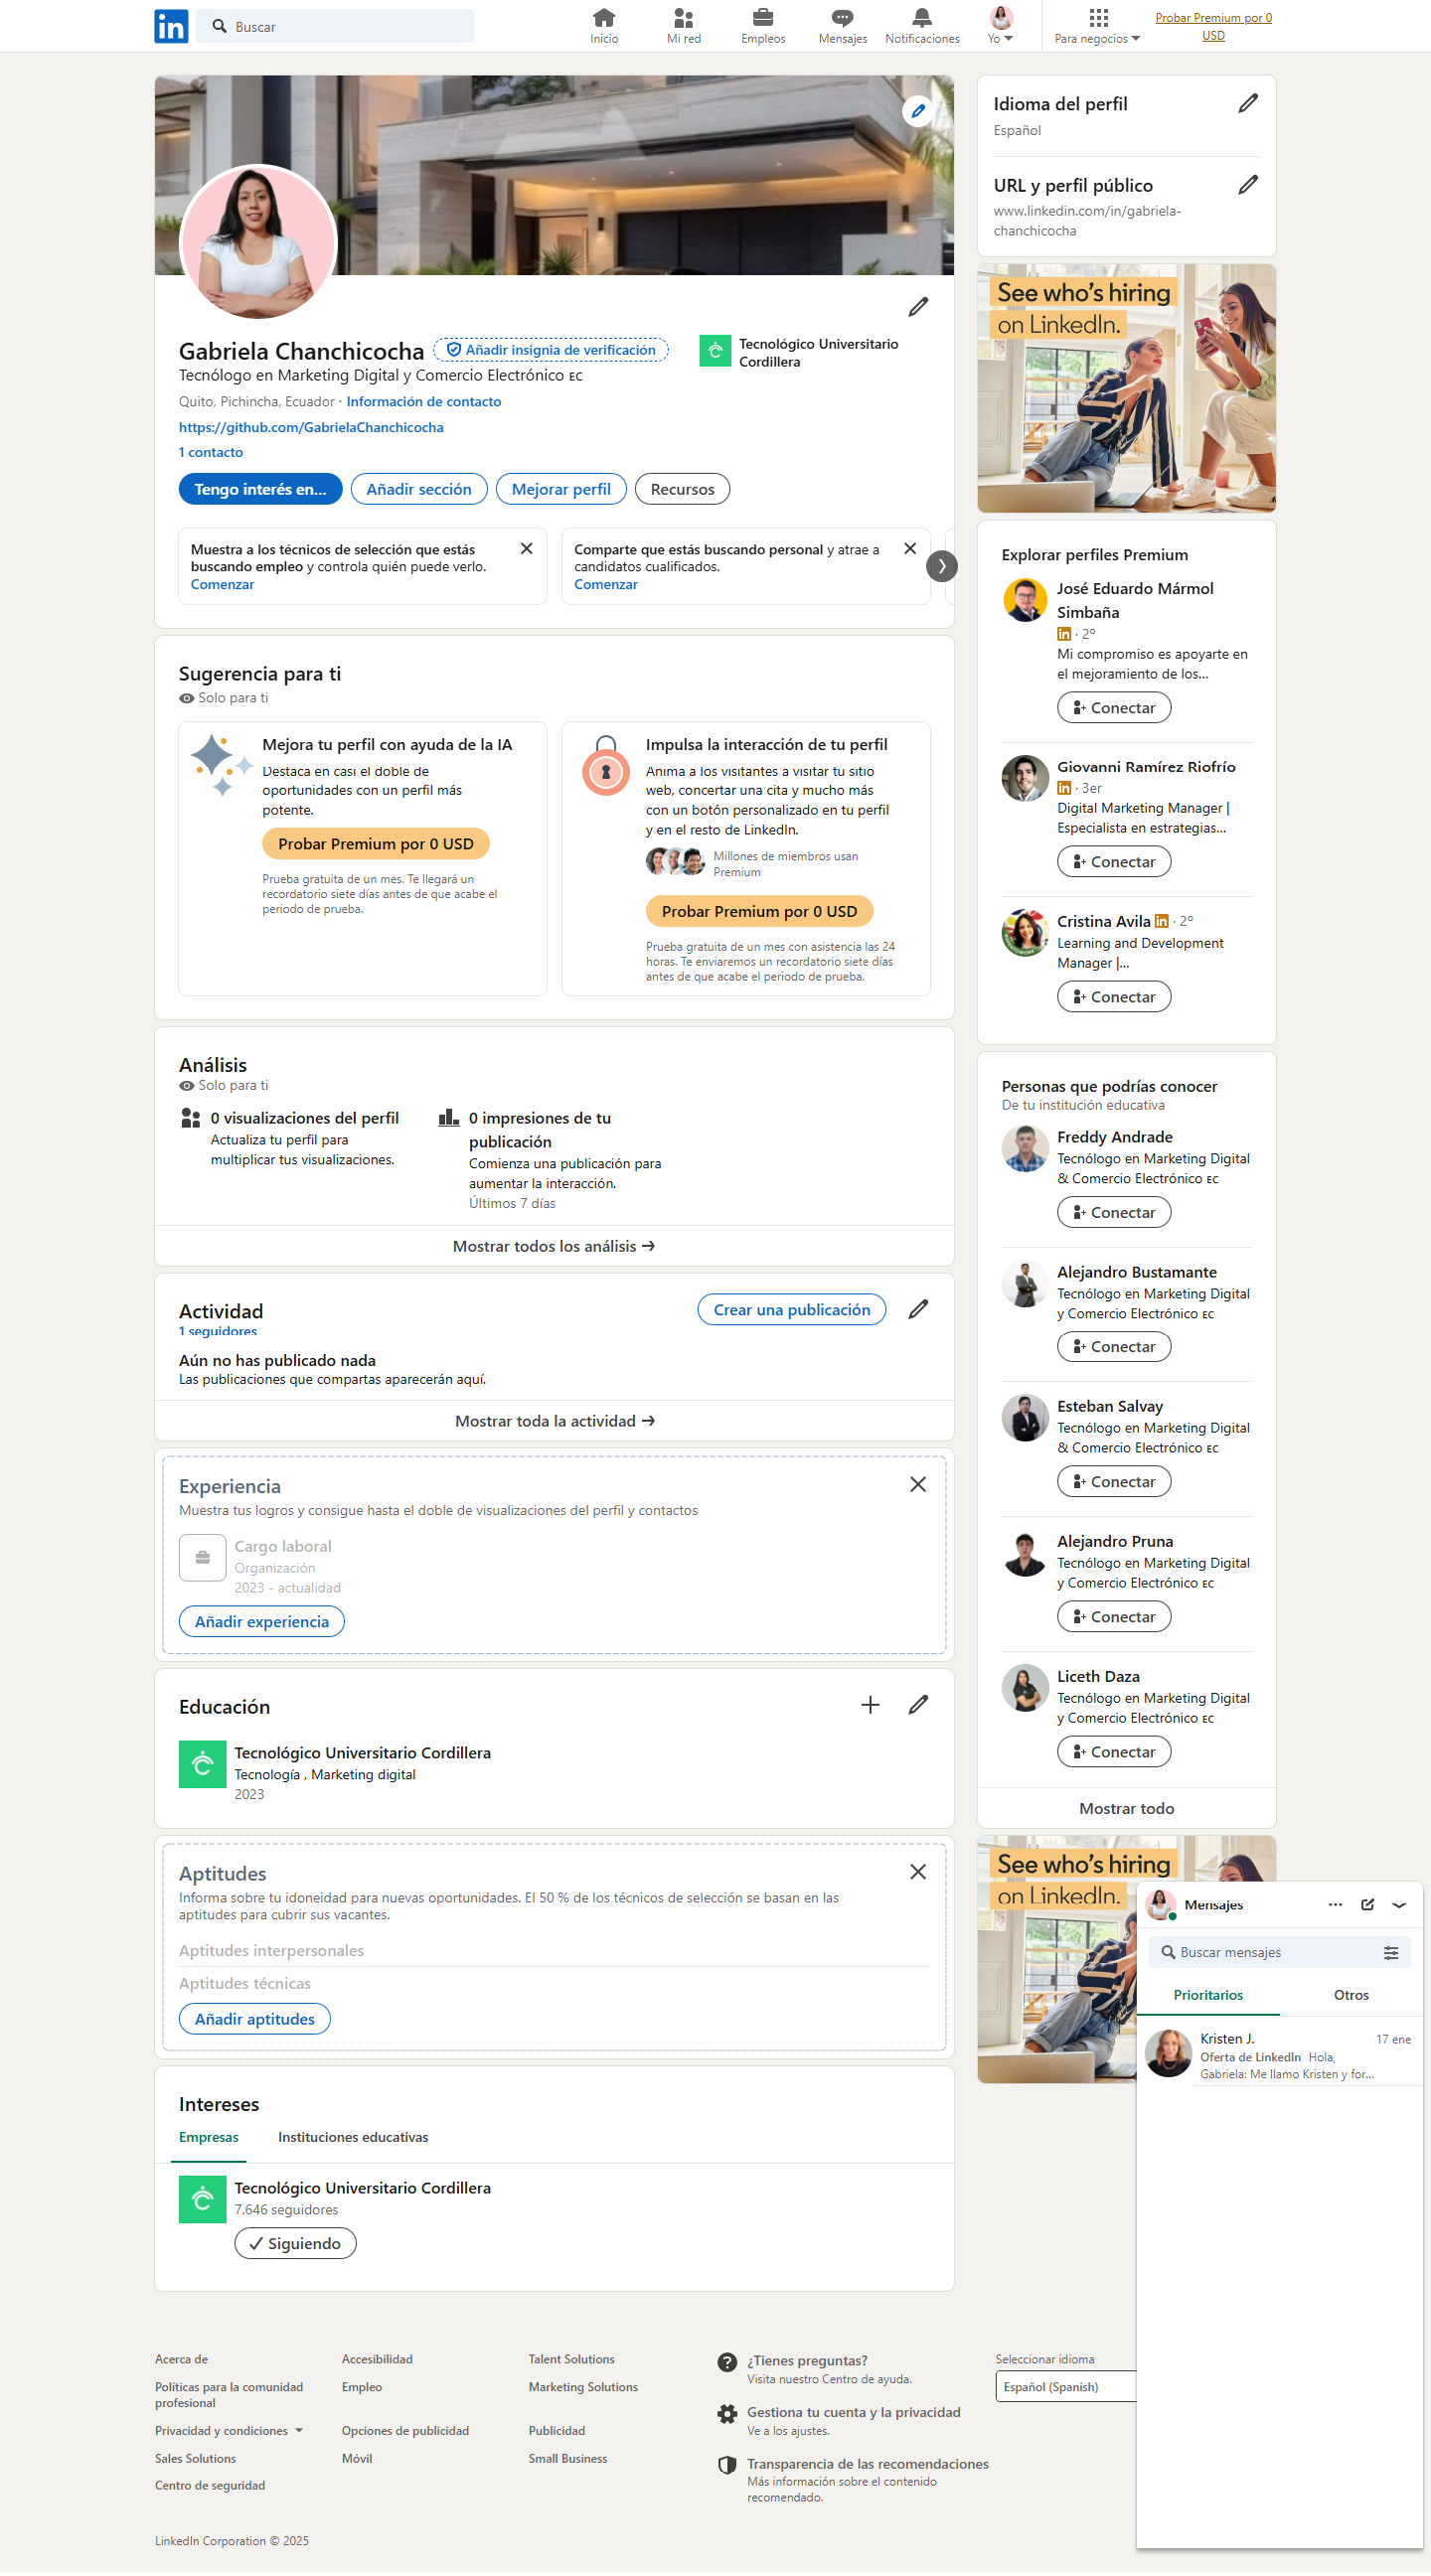 in
Buscar
Inicio
Mi red
Empleos
Mensajes
Notificaciones
Yo
Para negocios
Probar Premium por 0
USD
Gabriela Chanchicocha
Añadir insignia de verificación
Tecnológico Universitario
Cordillera
Tecnólogo en Marketing Digital y Comercio Electrónico EC
Quito, Pichincha, Ecuador · Información de contacto
https://github.com/GabrielaChanchicocha
1 contacto
Tengo interés en...
Añadir sección
Mejorar perfil
Recursos
Muestra a los técnicos de selección que estás
buscando empleo y controla quién puede verlo.
Comenzar
Comparte que estás buscando personal y atrae a
candidatos cualificados.
Comenzar
Sugerencia para ti
Solo para ti
Mejora tu perfil con ayuda de la IA
Destaca en casi el doble de
oportunidades con un perfil más
potente.
Probar Premium por 0 USD
Prueba gratuita de un mes. Te llegará un
recordatorio siete días antes de que acabe el
periodo de prueba.
Impulsa la interacción de tu perfil
Anima a los visitantes a visitar tu sitio
web, concertar una cita y mucho más
con un botón personalizado en tu perfil
y en el resto de LinkedIn.
Millones de miembros usan
Premium
Probar Premium por 0 USD
Prueba gratuita de un mes con asistencia las 24
horas. Te enviaremos un recordatorio siete días
antes de que acabe el periodo de prueba.
Análisis
Solo para ti
0 visualizaciones del perfil
Actualiza tu perfil para
multiplicar tus visualizaciones.
0 impresiones de tu
publicación
Comienza una publicación para
aumentar la interacción.
Últimos 7 días
Mostrar todos los análisis →
Actividad
1 seguidores
Crear una publicación
Aún no has publicado nada
Las publicaciones que compartas aparecerán aquí.
Mostrar toda la actividad →
Experiencia
Muestra tus logros y consigue hasta el doble de visualizaciones del perfil y contactos
Cargo laboral
Organización
2023 - actualidad
Añadir experiencia
Educación
Tecnológico Universitario Cordillera
Tecnología , Marketing digital
2023
Aptitudes
Informa sobre tu idoneidad para nuevas oportunidades. El 50 % de los técnicos de selección se basan en las
aptitudes para cubrir sus vacantes.
Aptitudes interpersonales
Aptitudes técnicas
Añadir aptitudes
Intereses
Empresas
Instituciones educativas
Tecnológico Universitario Cordillera
7.646 seguidores
Siguiendo
Idioma del perfil
Español
URL y perfil público
www.linkedin.com/in/gabriela-
chanchicocha
See who's hiring
on LinkedIn.
Explorar perfiles Premium
José Eduardo Mármol
Simbaña
in · 2º
Mi compromiso es apoyarte en
el mejoramiento de los...
Conectar
Giovanni Ramírez Riofrío
in · 3er
Digital Marketing Manager |
Especialista en estrategias...
Conectar
Cristina Avila in · 2º
Learning and Development
Manager |...
Conectar
Personas que podrías conocer
De tu institución educativa
Freddy Andrade
Tecnólogo en Marketing Digital
& Comercio Electrónico EC
Conectar
Alejandro Bustamante
Tecnólogo en Marketing Digital
y Comercio Electrónico EC
Conectar
Esteban Salvay
Tecnólogo en Marketing Digital
& Comercio Electrónico EC
Conectar
Alejandro Pruna
Tecnólogo en Marketing Digital
y Comercio Electrónico EC
Conectar
Liceth Daza
Tecnólogo en Marketing Digital
y Comercio Electrónico EC
Conectar
Mostrar todo
See who's hiring
on LinkedIn.
Mensajes
Buscar mensajes
Prioritarios
Otros
Kristen J.
17 ene
Oferta de LinkedIn Hola,
Gabriela: Me llamo Kristen y for...
Acerca de
Accesibilidad
Talent Solutions
Políticas para la comunidad
profesional
Empleo
Marketing Solutions
Privacidad y condiciones
Opciones de publicidad
Publicidad
Sales Solutions
Móvil
Small Business
Centro de seguridad
¿Tienes preguntas?
Visita nuestro Centro de ayuda.
Gestiona tu cuenta y la privacidad
Ve a los ajustes.
Transparencia de las recomendaciones
Más información sobre el contenido
recomendado.
Seleccionar idioma
Español (Spanish)
LinkedIn Corporation © 2025